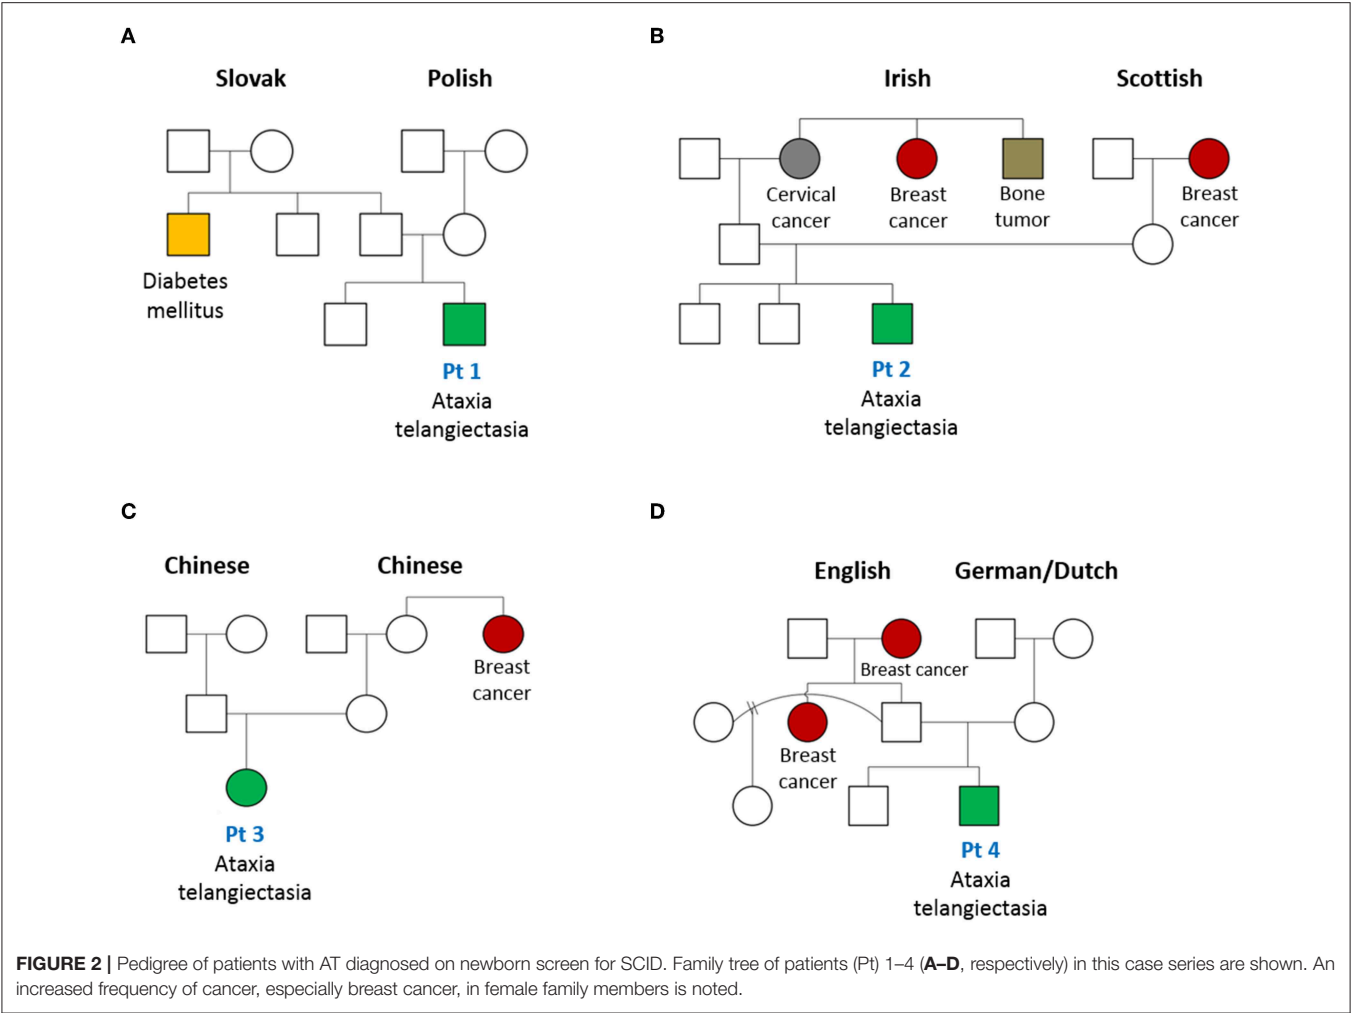 A
Slovak Polish
Diabetes
mellitus
Pt 1
Ataxia
telangiectasia
B
Irish Scottish
Cervical
cancer
Breast
cancer
Bone
tumor
Breast
cancer
Pt 2
Ataxia
telangiectasia
C
Chinese Chinese
Breast
cancer
Pt 3
Ataxia
telangiectasia
D
English German/Dutch
Breast cancer
Breast
cancer
Pt 4
Ataxia
telangiectasia
FIGURE 2 | Pedigree of patients with AT diagnosed on newborn screen for SCID. Family tree of patients (Pt) 1–4 (A–D, respectively) in this case series are shown. An
increased frequency of cancer, especially breast cancer, in female family members is noted.